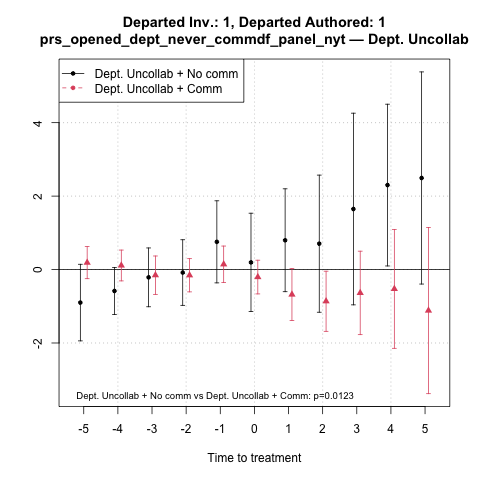 Departed Inv.: 1, Departed Authored: 1
prs_opened_dept_never_commdf_panel_nyt — Dept. Uncollab
Dept. Uncollab + No comm
Dept. Uncollab + Comm
4
2
0
-2
Dept. Uncollab + No comm vs Dept. Uncollab + Comm: p=0.0123
-5 -4 -3 -2 -1 0 1 2 3 4 5
Time to treatment